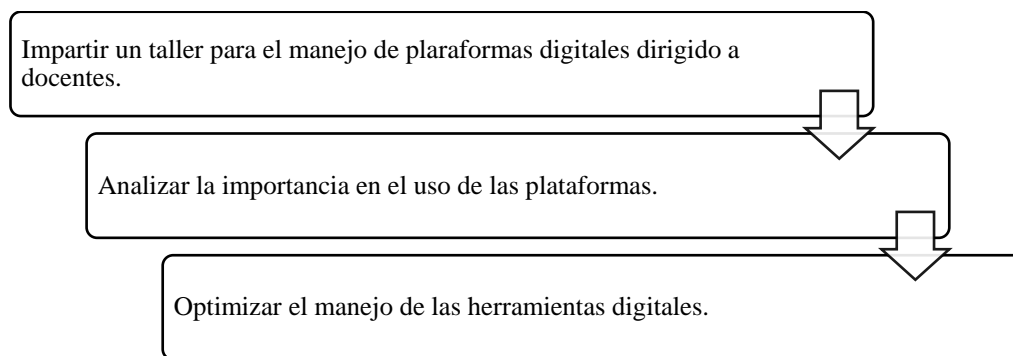 Impartir un taller para el manejo de plaraformas digitales dirigido a
docentes.
Analizar la importancia en el uso de las plataformas.
Optimizar el manejo de las herramientas digitales.